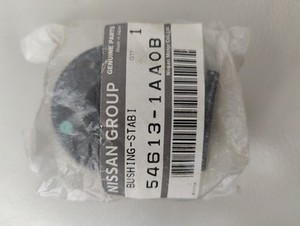 NISSAN GROUP
GENUINE PARTS
BUSHING-STABI
QTY 1
54613-1AA0B